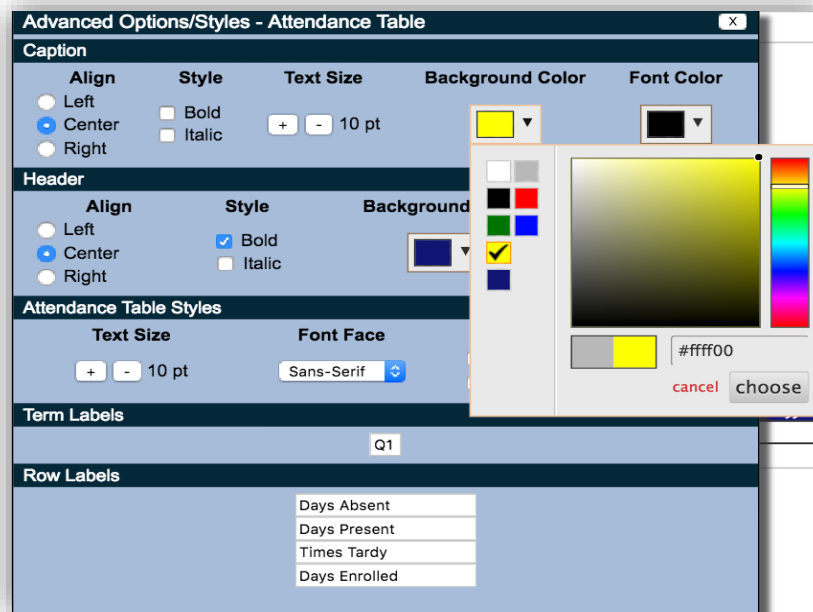 Advanced Options/Styles - Attendance Table X
Caption
Align Style Text Size Background Color Font Color
Left
Center
Right
Bold
Italic
+ - 10 pt
Header
Align Style Background
Left
Center
Right
Bold
Italic
Attendance Table Styles
Text Size Font Face
+ - 10 pt Sans-Serif
#ffff00
cancel choose
Term Labels
Q1
Row Labels
Days Absent
Days Present
Times Tardy
Days Enrolled